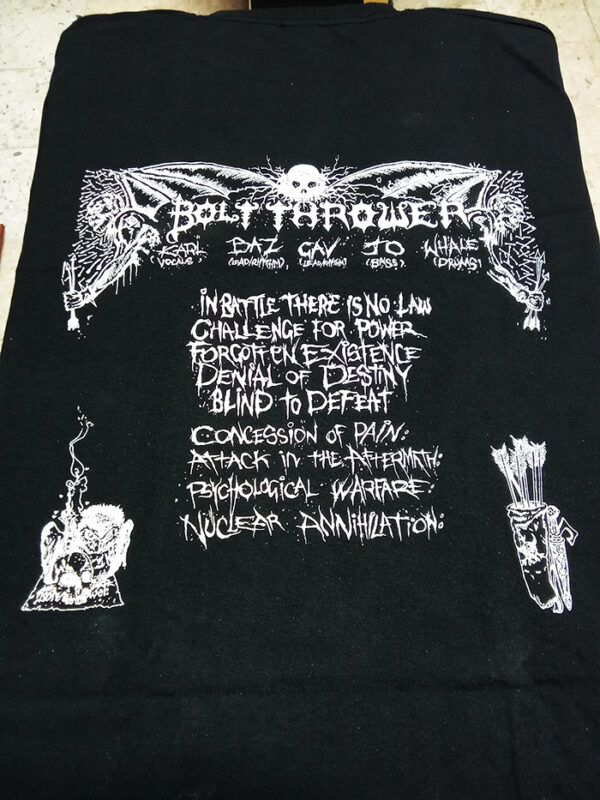 BOLT THROWER
KARL DAZ GAV JO WHALE
(VOCALS) (LEAD/RHYTHM), (LEAD/RHYTHM) (BASS), (DRUMS)
IN BATTLE THERE IS NO LAW
CHALLENGE FOR POWER
FORGOTTEN EXISTENCE
DENIAL OF DESTINY
BLIND TO DEFEAT
CONCESSION OF PAIN:
ATTACK IN THE AFTERMATH:
PSYCHOLOGICAL WARFARE:
NUCLEAR ANNIHILATION: